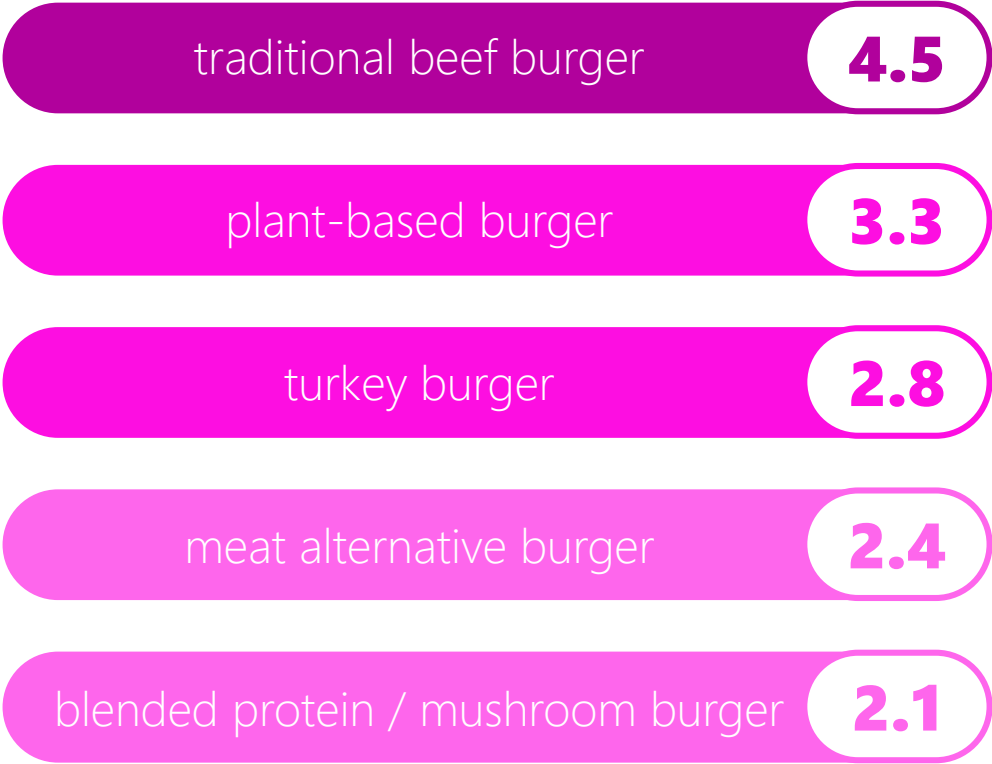 traditional beef burger 4.5
plant-based burger 3.3
turkey burger 2.8
meat alternative burger 2.4
blended protein / mushroom burger 2.1